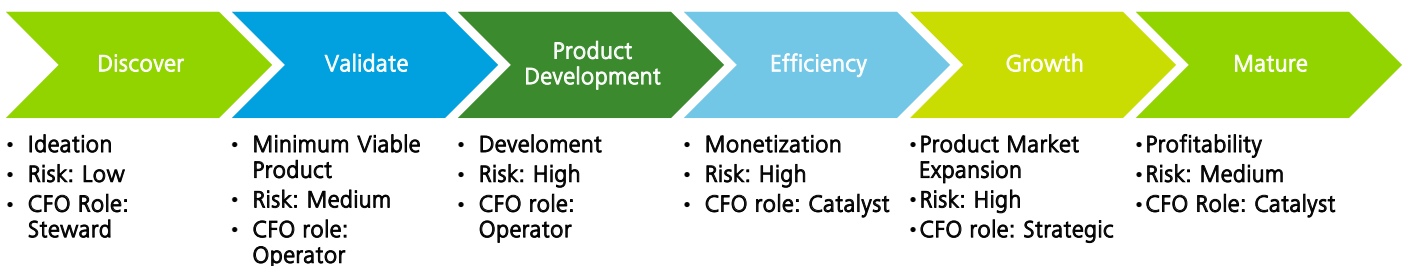 Discover
Validate
Product
Development
Efficiency
Growth
Mature
• Ideation
• Risk: Low
• CFO Role:
Steward
• Minimum Viable
Product
• Risk: Medium
• CFO role:
Operator
• Develoment
• Risk: High
• CFO role:
Operator
• Monetization
• Risk: High
• CFO role: Catalyst
• Product Market
Expansion
• Risk: High
• CFO role: Strategic
• Profitability
• Risk: Medium
• CFO Role: Catalyst